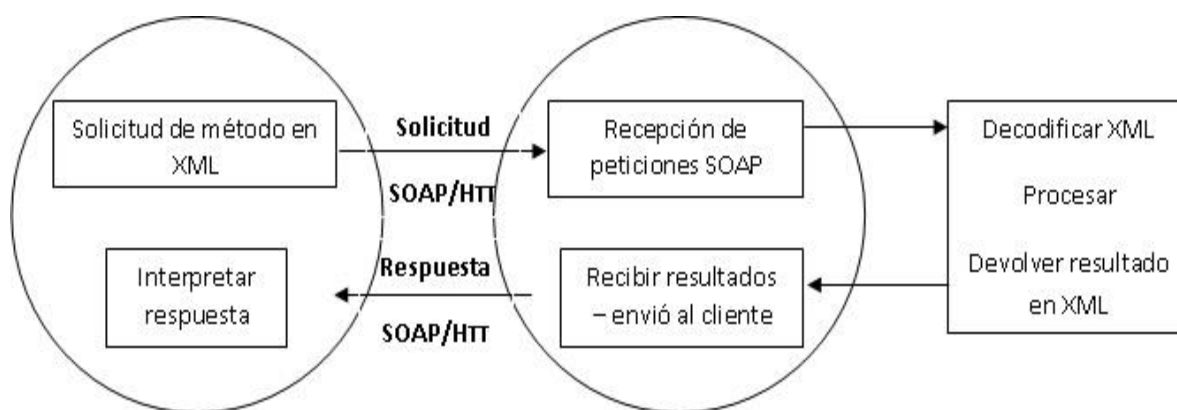 Solicitud de método en
XML
Solicitud
SOAP/HTT
Recepción de
peticiones SOAP
Decodificar XML
Procesar
Devolver resultado
en XML
Interpretar
respuesta
Respuesta
SOAP/HTT
Recibir resultados
– envió al cliente